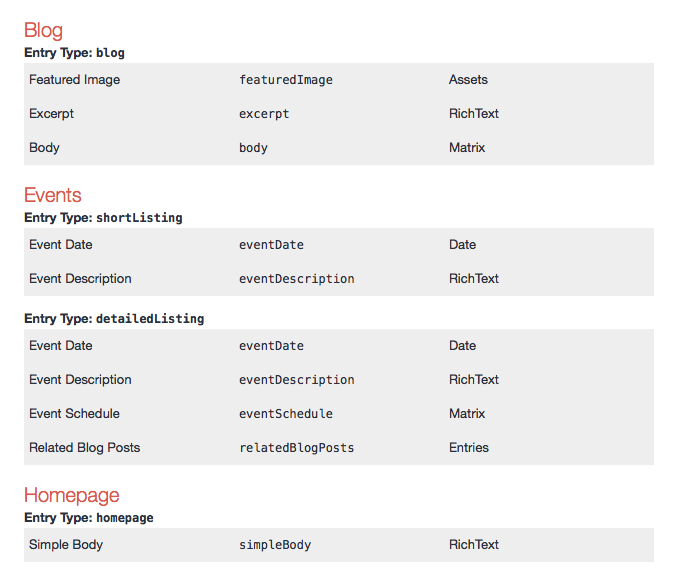 Blog
Entry Type: blog
Featured Image featuredImage Assets
Excerpt excerpt RichText
Body body Matrix
Events
Entry Type: shortListing
Event Date eventDate Date
Event Description eventDescription RichText
Entry Type: detailedListing
Event Date eventDate Date
Event Description eventDescription RichText
Event Schedule eventSchedule Matrix
Related Blog Posts relatedBlogPosts Entries
Homepage
Entry Type: homepage
Simple Body simpleBody RichText